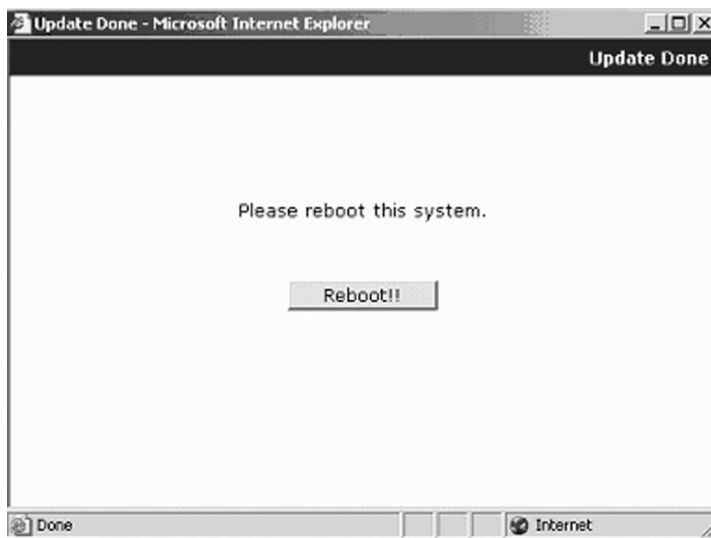 Update Done - Microsoft Internet Explorer
Update Done
Please reboot this system.
Reboot!!
Done
Internet